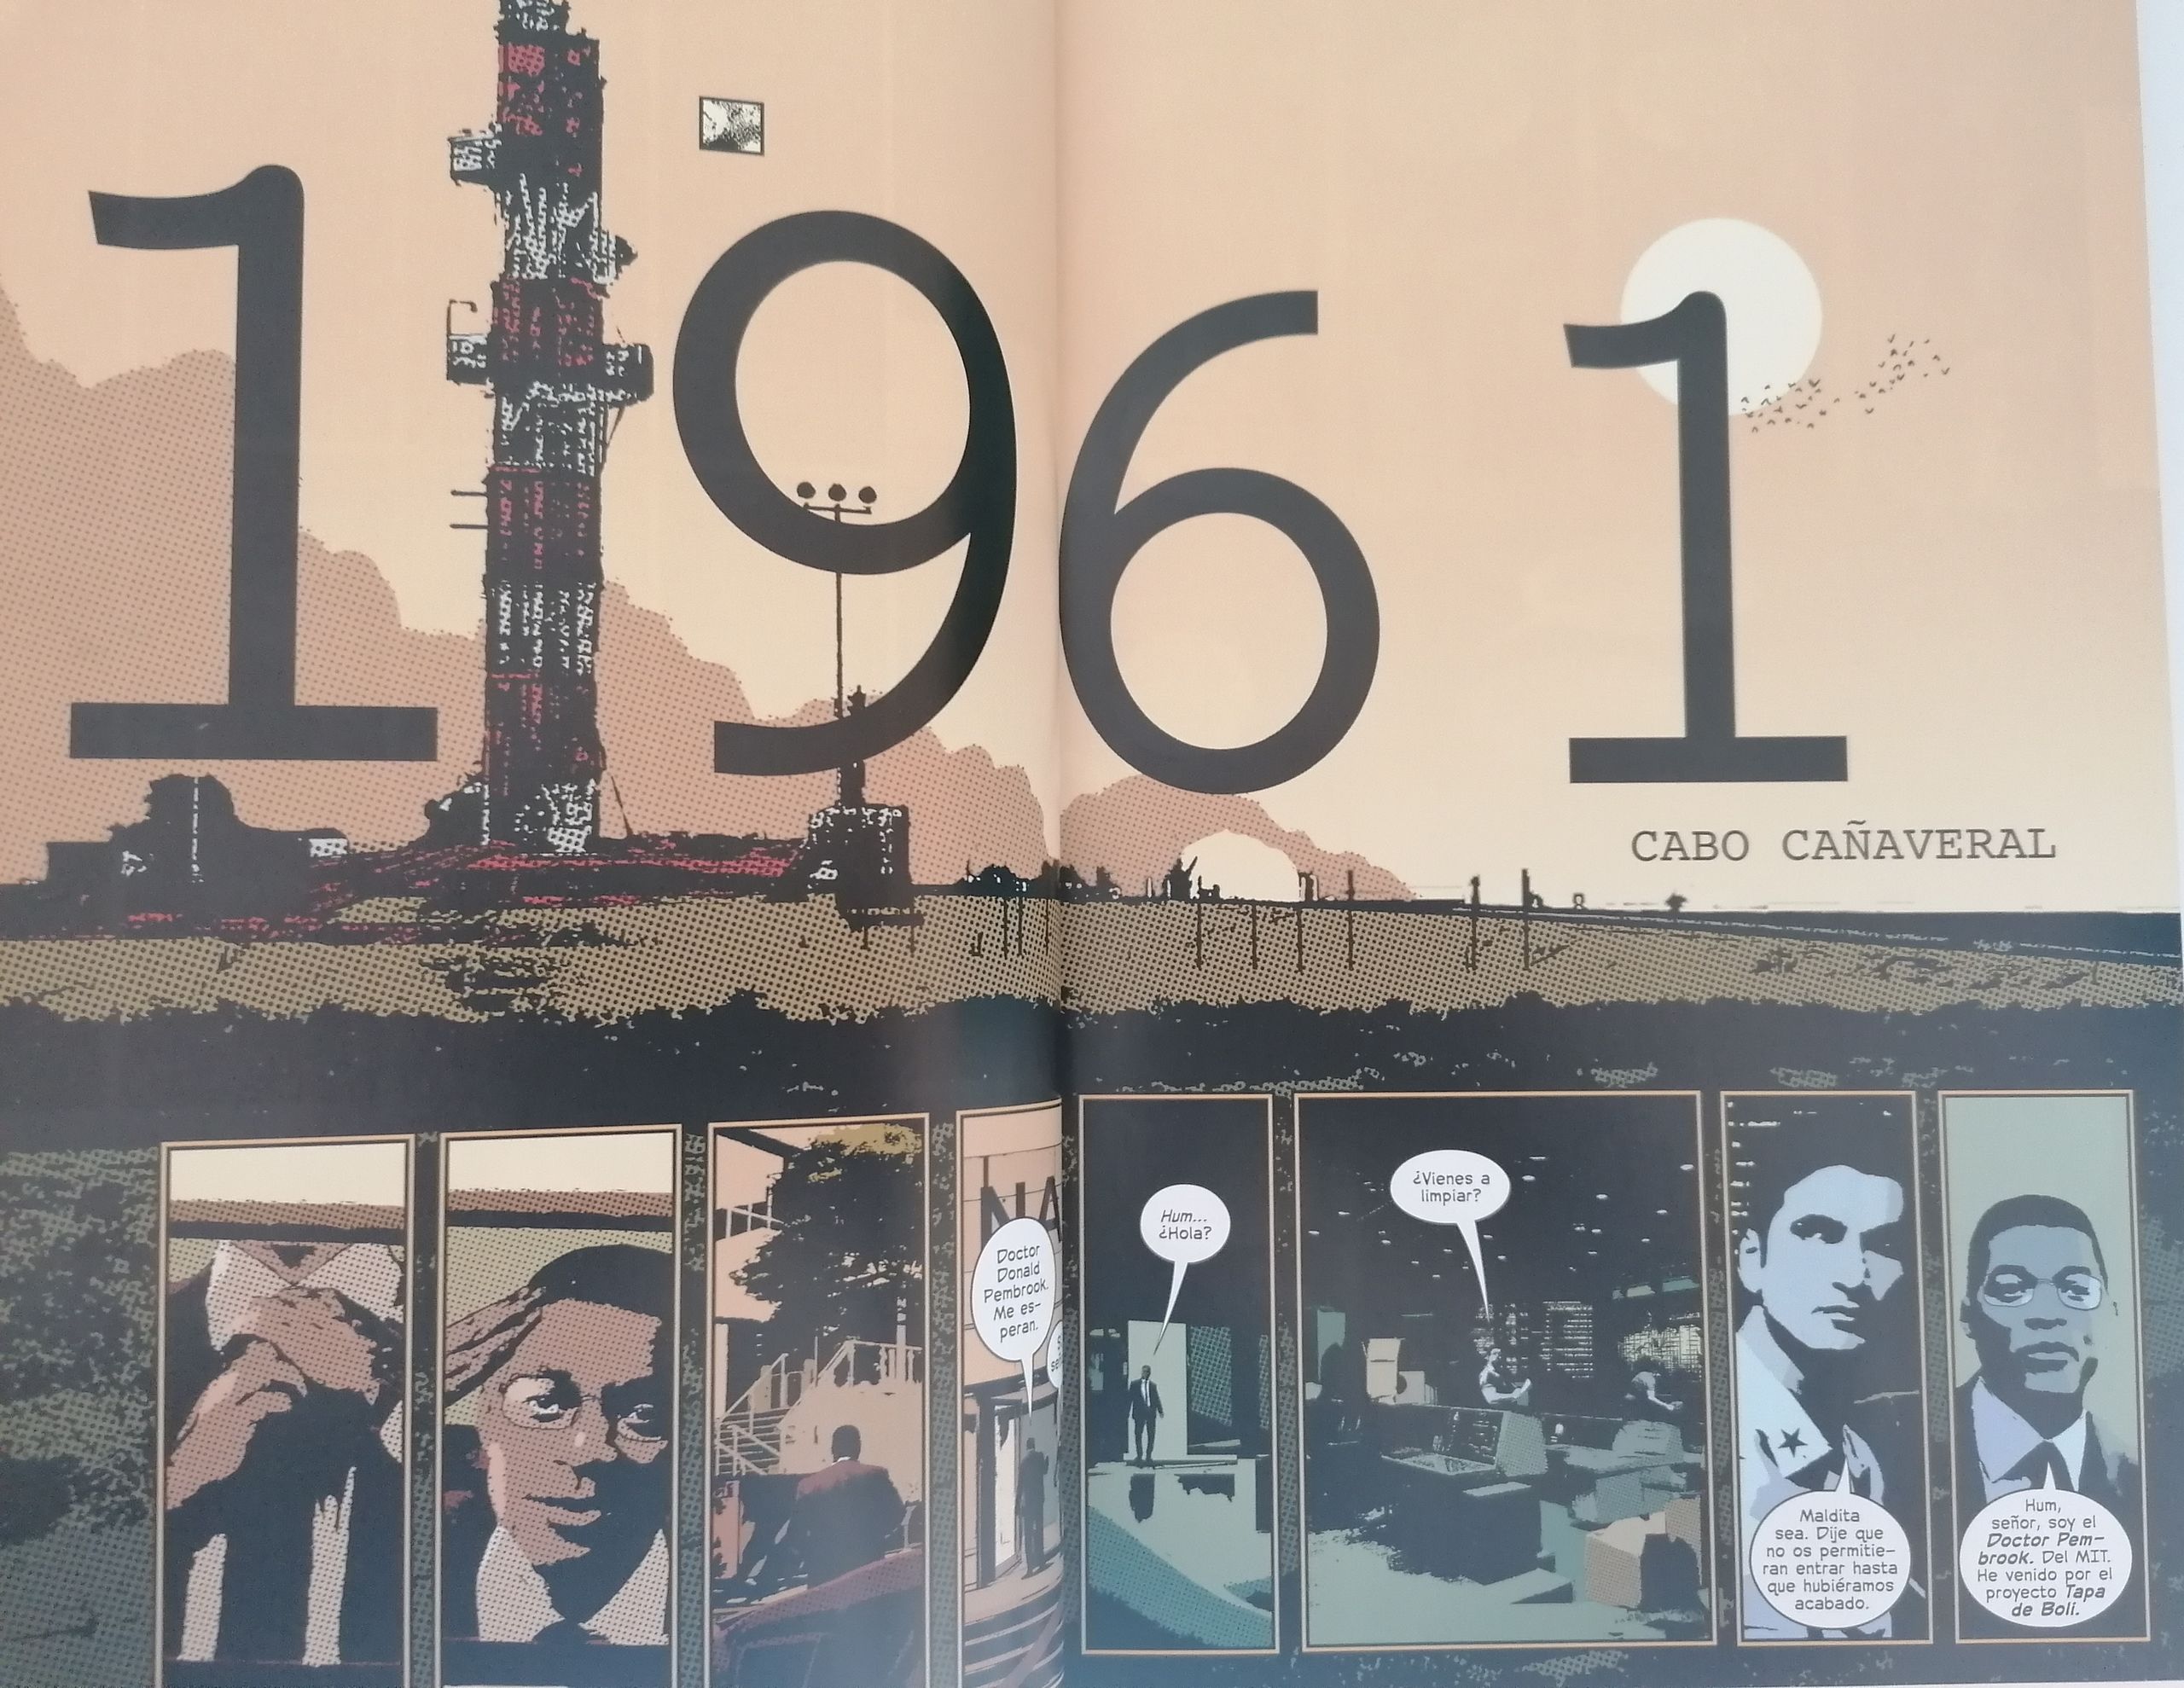 1961
CABO CAÑAVERAL
NA
Doctor
Donald
Pembrook.
Me es-
peran.
Hum...
¿Hola?
¿Vienes a
limpiar?
Maldita
sea. Dije que
no os permitie-
ran entrar hasta
que hubiéramos
acabado.
Hum,
señor, soy el
Doctor Pem-
brook. Del MIT.
He venido por el
proyecto Tapa
de Boli.